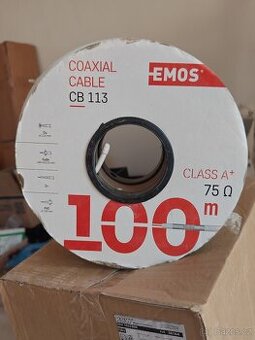 COAXIAL
CABLE
CB 113
EMOS
CLASS A+
75 Ω
100m